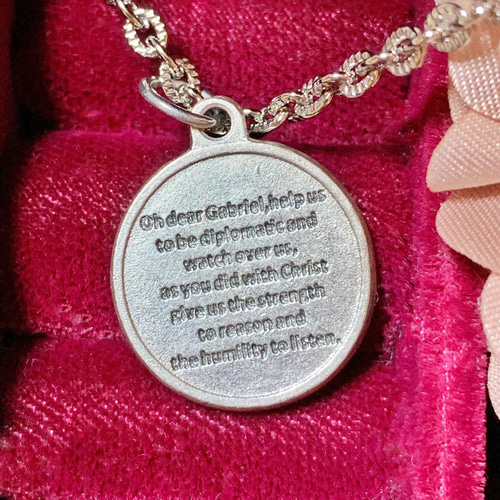 Oh dear Gabriel,help us
to be diplomatic and
watch over us,
as you did with Christ
give us the strength
to reason and
the humility to listen.